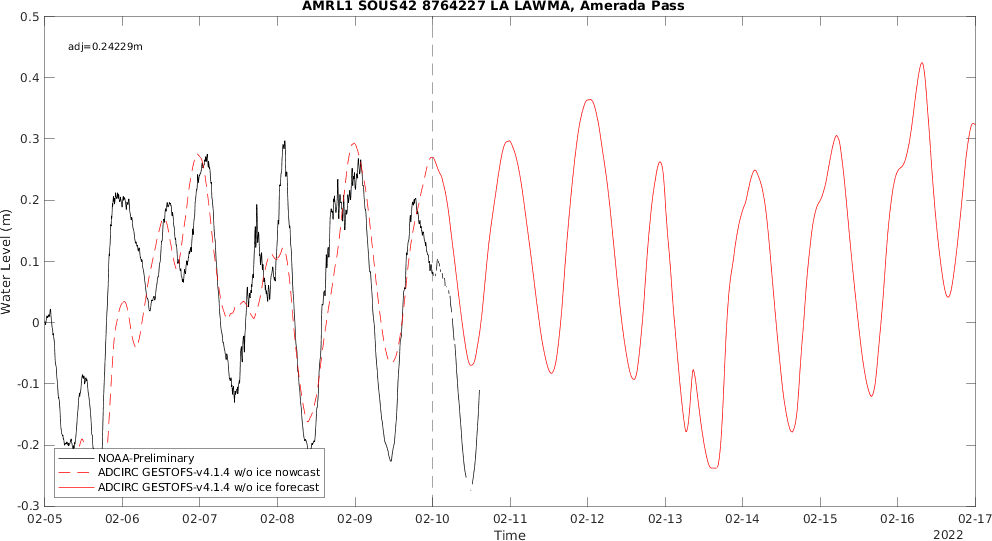 AMRL1 SOUS42 8764227 LA LAWMA, Amerada Pass
adj=0.24229m
0.5
0.4
0.3
0.2
0.1
0
-0.1
-0.2
-0.3
Water Level (m)
NOAA-Preliminary
ADCIRC GESTOFS-v4.1.4 w/o ice nowcast
ADCIRC GESTOFS-v4.1.4 w/o ice forecast
02-05 02-06 02-07 02-08 02-09 02-10 02-11 02-12 02-13 02-14 02-15 02-16 02-17
Time
2022